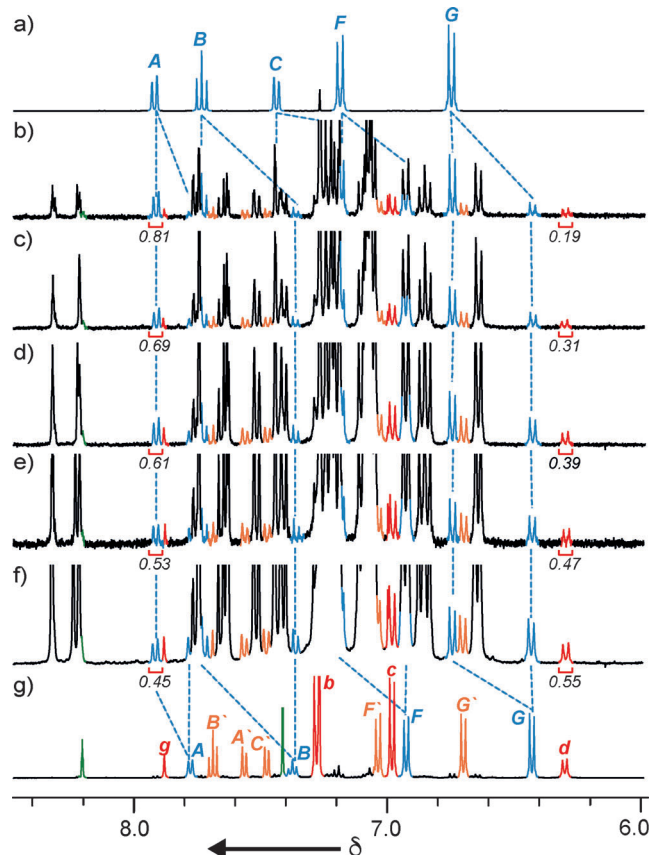 a) A B C F G
b)
0.81 0.19
c)
0.69 0.31
d)
0.61 0.39
e)
0.53 0.47
f)
0.45 0.55
g) g A B` A` C` B b F` c F G` G d
8.0 7.0 6.0
δ